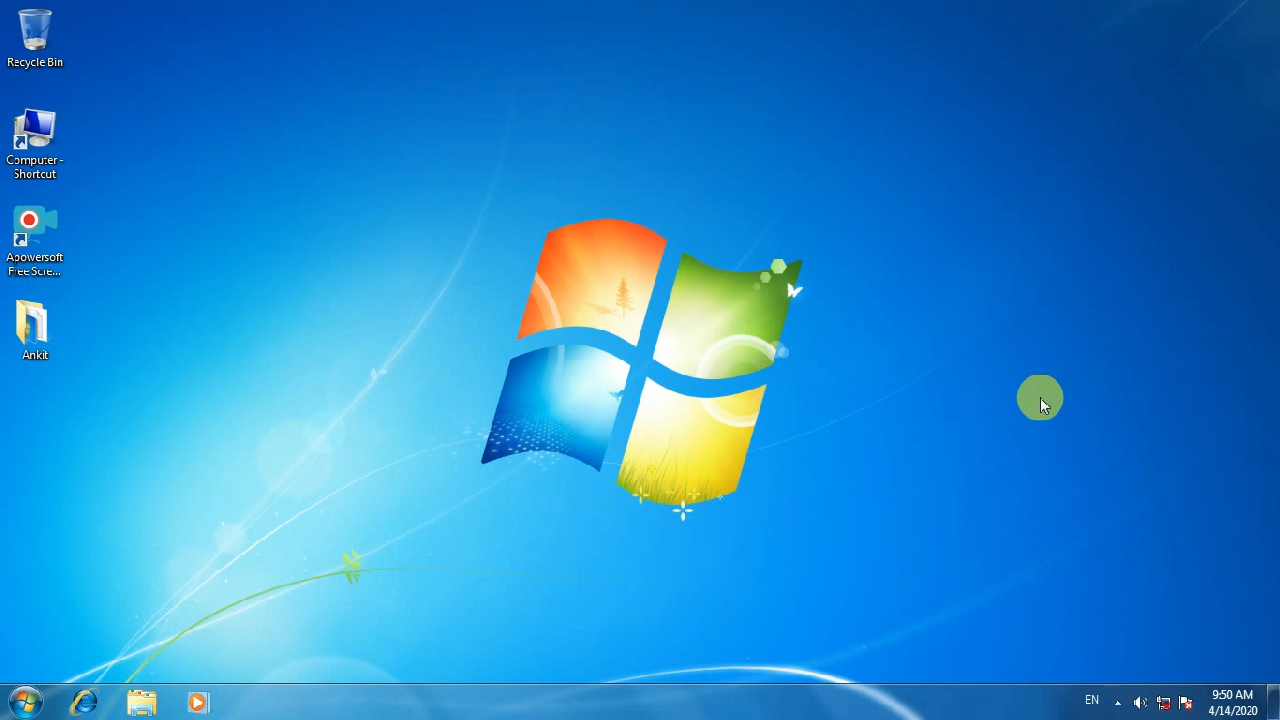 Recycle Bin
Computer -
Shortcut
Apowersoft
Free Scre...
Ankit
EN
9:50 AM
4/14/2020